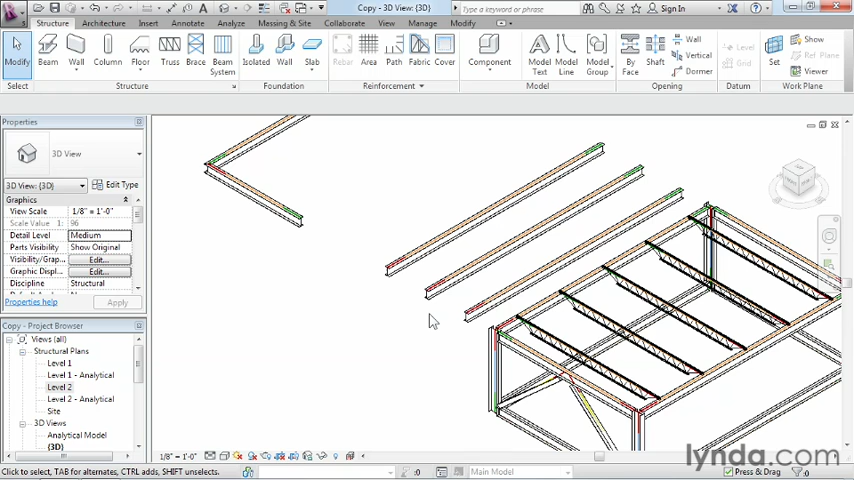 Copy - 3D View: {3D}
Type a keyword or phrase
Sign In
Structure Architecture Insert Annotate Analyze Massing & Site Collaborate View Manage Modify
Modify Beam Wall Column Floor Truss Brace Beam System Isolated Wall Slab Rebar Area Path Fabric Cover Component Model Text Model Line Model Group By Face Shaft Wall Vertical Dormer Level Grid Set Show Ref Plane Viewer
Select Structure Foundation Reinforcement Model Opening Datum Work Plane
Properties
3D View
3D View: {3D} Edit Type
Graphics
View Scale 1/8" = 1'-0"
Scale Value 1: 96
Detail Level Medium
Parts Visibility Show Original
Visibility/Grap... Edit...
Graphic Displ... Edit...
Discipline Structural
Properties help Apply
Copy - Project Browser
Views (all)
Structural Plans
Level 1
Level 1 - Analytical
Level 2
Level 2 - Analytical
Site
3D Views
Analytical Model
{3D}
1/8" = 1'-0"
lynda.com
Click to select, TAB for alternates, CTRL adds, SHIFT unselects.
:0
Main Model
Press & Drag
:0